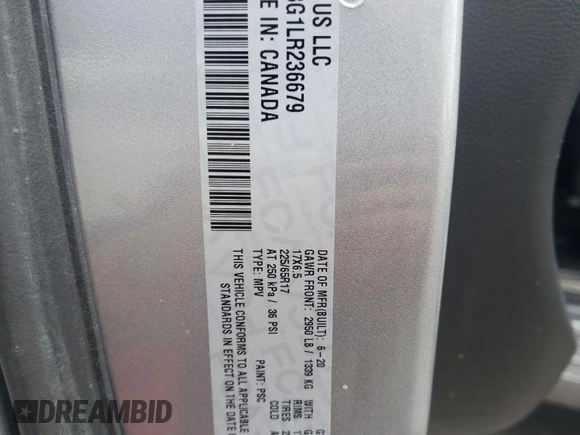 US LLC
G1LR236679
E IN: CANADA
DATE OF MFR(BUILT): 6-20
GAWR FRONT: 2950 LB / 1339 KG WITH
17X6.5 RIMS
225/65R17 TIRES
AT 250 kPa / 36 PSI COLD
TYPE: MPV PAINT: PSC
THIS VEHICLE CONFORMS TO ALL APPLICABLE
STANDARDS IN EFFECT ON THE DATE
DREAMBID